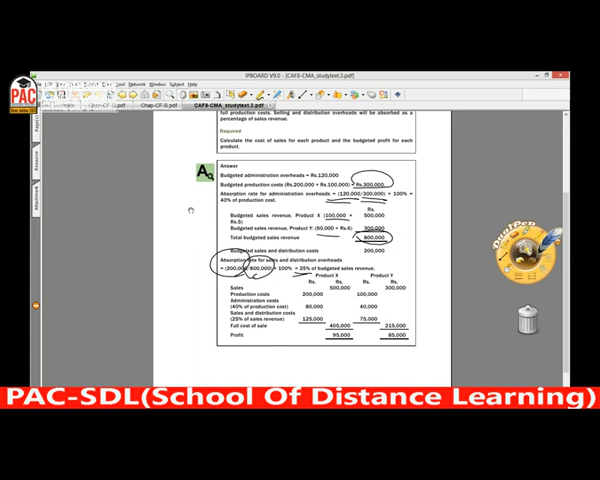 PAC
IPBOARD V9.0 - [CAF8-CMA_studytext.3.pdf]
Tool Network Window Subject Help
Chap-CF-S.pdf
CAF8-CMA_studytext.3.pdf
full production costs. Selling and distribution overheads will be absorbed as a
percentage of sales revenue.
Required
Calculate the cost of sales for each product and the budgeted profit for each
product.
A
Answer
Budgeted administration overheads = Rs.120,000
Budgeted production costs (Rs.200,000 + Rs.100,000) = Rs.300,000
Absorption rate for administration overheads = (120,000/300,000) × 100% =
40% of production cost.
Rs.
Budgeted sales revenue, Product X (100,000 × Rs.5) 500,000
Budgeted sales revenue, Product Y: (50,000 × Rs.6) 300,000
Total budgeted sales revenue 800,000
Budgeted sales and distribution costs 200,000
Absorption rate for sales and distribution overheads
= (200,000/800,000) × 100% = 25% of budgeted sales revenue.
Product X Product Y
Rs. Rs. Rs. Rs.
Sales 500,000 300,000
Production costs 200,000 100,000
Administration costs
(40% of production cost) 80,000 40,000
Sales and distribution costs
(25% of sales revenue) 125,000 75,000
Full cost of sale 405,000 215,000
Profit 95,000 85,000
DualPen
Page
Resource
Attachment
PAC-SDL(School Of Distance Learning)